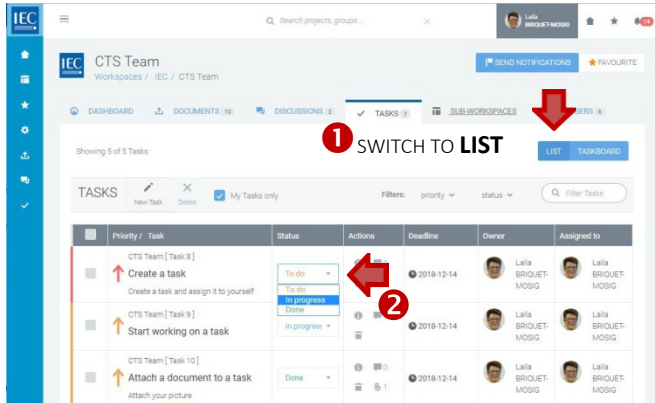 IEC
Search projects, groups ...
Laila
BRIQUET-MOSIG
14
IEC
CTS Team
Workspaces / IEC / CTS Team
SEND NOTIFICATIONS
FAVOURITE
DASHBOARD
DOCUMENTS 10
DISCUSSIONS 2
TASKS 7
SUB-WORKSPACES
BERS 6
1 SWITCH TO LIST
Showing 5 of 5 Tasks
LIST TASKBOARD
TASKS
New Task
Delete
My Tasks only
Filters: priority status
Filter Tasks
Priority / Task Status Actions Deadline Owner Assigned to
CTS Team [ Task 8 ]
Create a task
Create a task and assign it to yourself
To do
To do
In progress
Done
2018-12-14
Laila
BRIQUET-
MOSIG
Laila
BRIQUET-
MOSIG
2
CTS Team [ Task 9 ]
Start working on a task
In progress
2018-12-14
Laila
BRIQUET-
MOSIG
Laila
BRIQUET-
MOSIG
CTS Team [ Task 10 ]
Attach a document to a task
Attach your picture
Done
0
1
2018-12-14
Laila
BRIQUET-
MOSIG
Laila
BRIQUET-
MOSIG